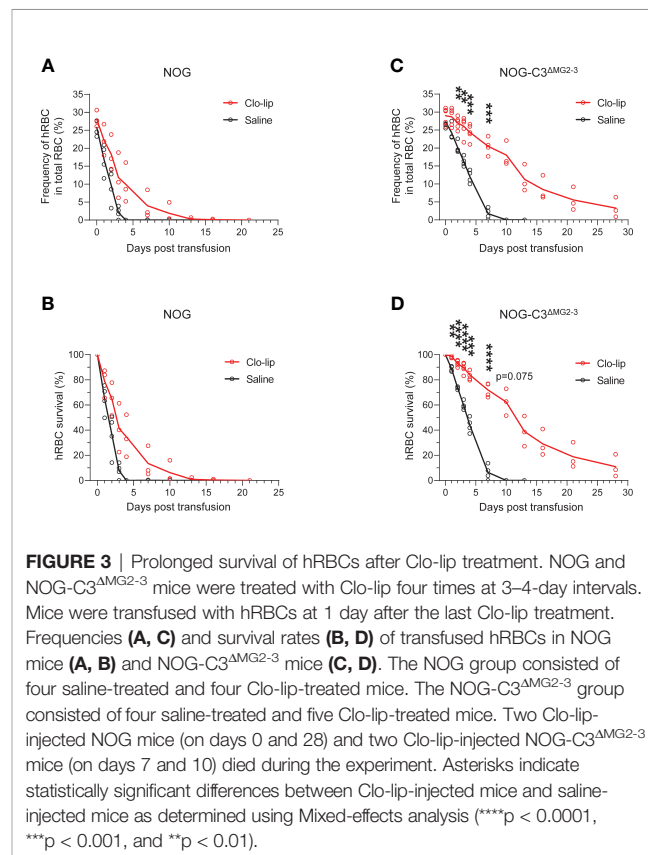 A
NOG
Frequency of hRBC
in total RBC (%)
35
30
25
20
15
10
5
0
Clo-lip
Saline
0 5 10 15 20 25
Days post transfusion
C
NOG-C3ΔMG2-3
Frequency of hRBC
in total RBC (%)
35
30
25
20
15
10
5
0
Clo-lip
Saline
0 5 10 15 20 25 30
Days post transfusion
B
NOG
hRBC survival (%)
100
80
60
40
20
0
Clo-lip
Saline
0 5 10 15 20 25
Days post transfusion
D
NOG-C3ΔMG2-3
hRBC survival (%)
100
80
60
40
20
0
p=0.075
Clo-lip
Saline
0 5 10 15 20 25 30
Days post transfusion
FIGURE 3 | Prolonged survival of hRBCs after Clo-lip treatment. NOG and
NOG-C3ΔMG2-3 mice were treated with Clo-lip four times at 3–4-day intervals.
Mice were transfused with hRBCs at 1 day after the last Clo-lip treatment.
Frequencies (A, C) and survival rates (B, D) of transfused hRBCs in NOG
mice (A, B) and NOG-C3ΔMG2-3 mice (C, D). The NOG group consisted of
four saline-treated and four Clo-lip-treated mice. The NOG-C3ΔMG2-3 group
consisted of four saline-treated and five Clo-lip-treated mice. Two Clo-lip-
injected NOG mice (on days 0 and 28) and two Clo-lip-injected NOG-C3ΔMG2-3
mice (on days 7 and 10) died during the experiment. Asterisks indicate
statistically significant differences between Clo-lip-injected mice and saline-
injected mice as determined using Mixed-effects analysis (****p < 0.0001,
***p < 0.001, and **p < 0.01).